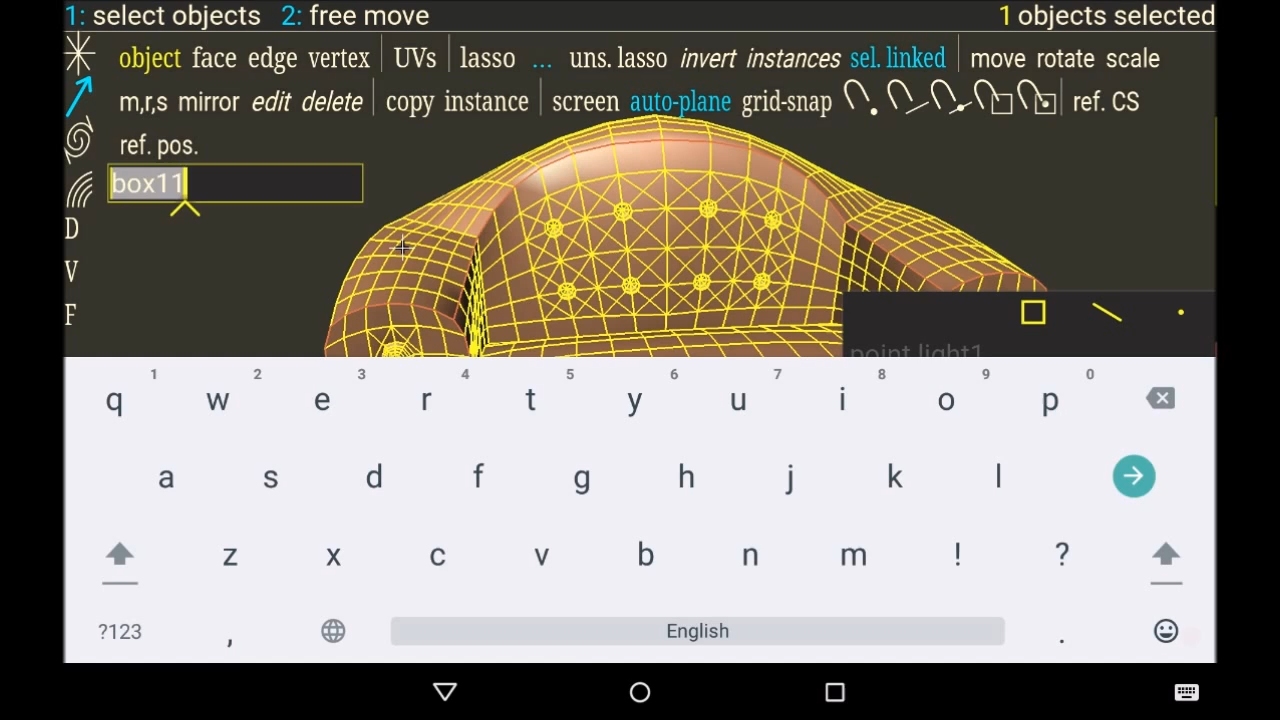 1: select objects 2: free move 1 objects selected
object face edge vertex UVs lasso ... uns. lasso invert instances sel. linked move rotate scale
m,r,s mirror edit delete copy instance screen auto-plane grid-snap ref. CS
ref. pos.
box11
D
V
F
point light1
1 2 3 4 5 6 7 8 9 0
q w e r t y u i o p
a s d f g h j k l
z x c v b n m ! ?
?123 , English .